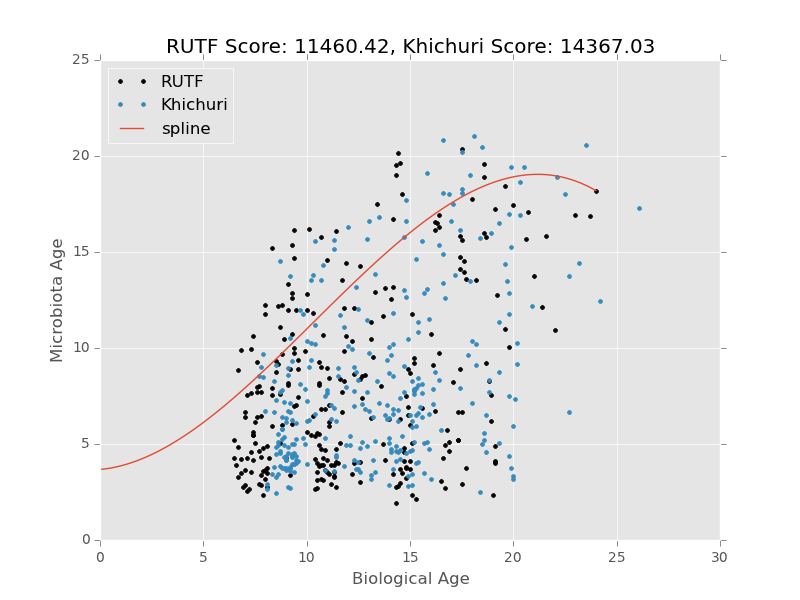 RUTF Score: 11460.42, Khichuri Score: 14367.03
25
20
15
10
5
0
Microbiota Age
RUTF
Khichuri
spline
0 5 10 15 20 25 30
Biological Age